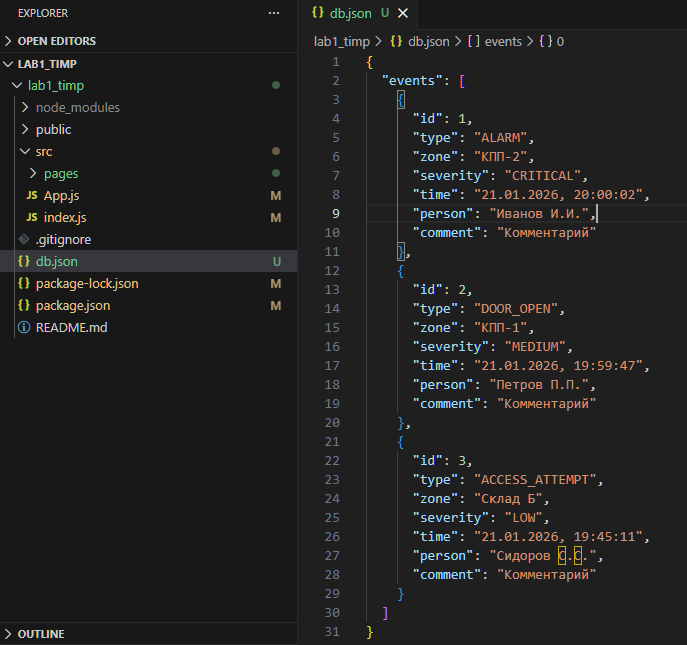 EXPLORER
···
OPEN EDITORS
LAB1_TIMP
lab1_timp
node_modules
public
src
pages
JS App.js M
JS index.js M
.gitignore
{} db.json U
{} package-lock.json M
{} package.json M
README.md
OUTLINE
{} db.json U
lab1_timp > {} db.json > [ ] events > { } 0
1 {
2 "events": [
3 {
4 "id": 1,
5 "type": "ALARM",
6 "zone": "КПП-2",
7 "severity": "CRITICAL",
8 "time": "21.01.2026, 20:00:02",
9 "person": "Иванов И.И.",
10 "comment": "Комментарий"
11 },
12 {
13 "id": 2,
14 "type": "DOOR_OPEN",
15 "zone": "КПП-1",
16 "severity": "MEDIUM",
17 "time": "21.01.2026, 19:59:47",
18 "person": "Петров П.П.",
19 "comment": "Комментарий"
20 },
21 {
22 "id": 3,
23 "type": "ACCESS_ATTEMPT",
24 "zone": "Склад Б",
25 "severity": "LOW",
26 "time": "21.01.2026, 19:45:11",
27 "person": "Сидоров С.С.",
28 "comment": "Комментарий"
29 }
30 ]
31 }